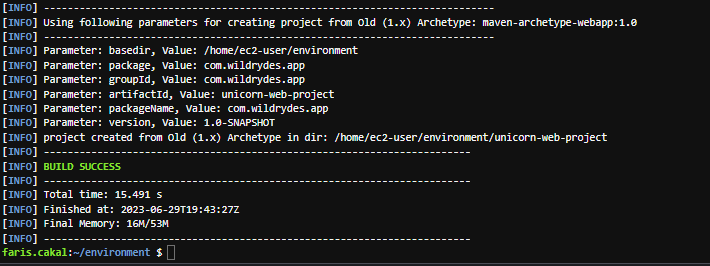 [INFO] ----------------------------------------------------------------------------
[INFO] Using following parameters for creating project from Old (1.x) Archetype: maven-archetype-webapp:1.0
[INFO] ----------------------------------------------------------------------------
[INFO] Parameter: basedir, Value: /home/ec2-user/environment
[INFO] Parameter: package, Value: com.wildrydes.app
[INFO] Parameter: groupId, Value: com.wildrydes.app
[INFO] Parameter: artifactId, Value: unicorn-web-project
[INFO] Parameter: packageName, Value: com.wildrydes.app
[INFO] Parameter: version, Value: 1.0-SNAPSHOT
[INFO] project created from Old (1.x) Archetype in dir: /home/ec2-user/environment/unicorn-web-project
[INFO] ------------------------------------------------------------------------
[INFO] BUILD SUCCESS
[INFO] ------------------------------------------------------------------------
[INFO] Total time: 15.491 s
[INFO] Finished at: 2023-06-29T19:43:27Z
[INFO] Final Memory: 16M/53M
[INFO] ------------------------------------------------------------------------
faris.cakal:~/environment $